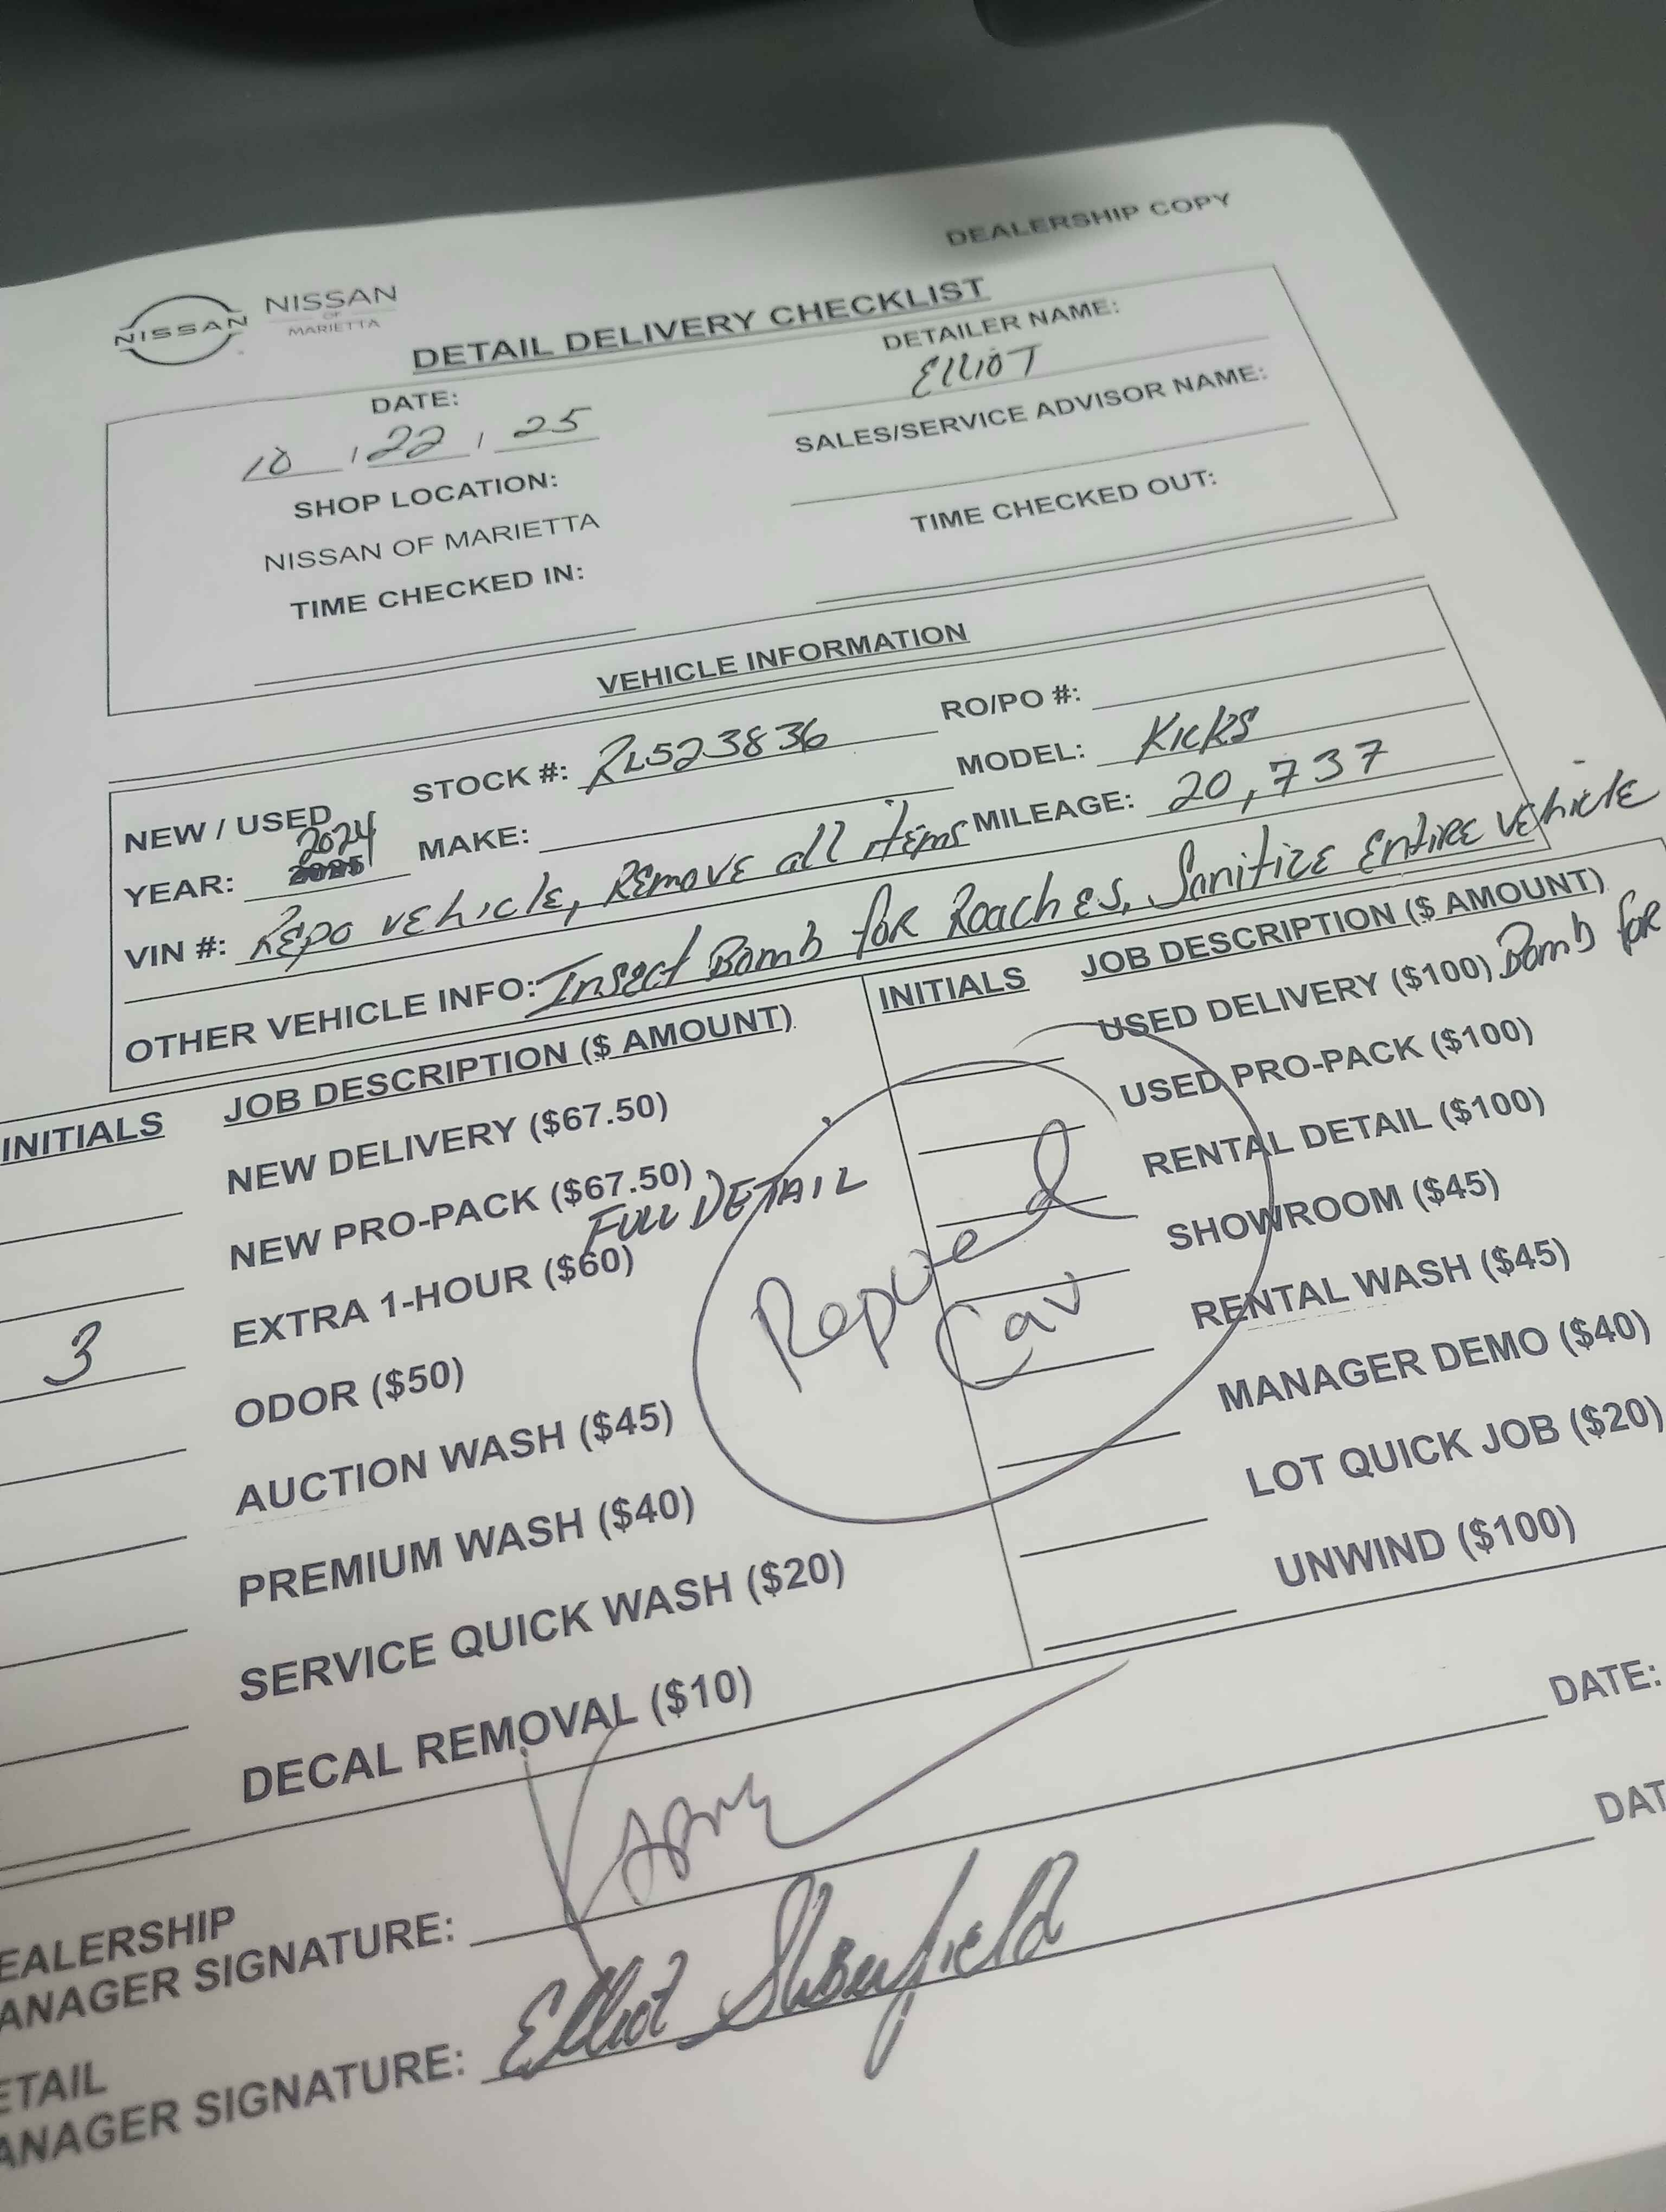 DEALERSHIP COPY
NISSAN
NISSAN
OF
MARIETTA
DETAIL DELIVERY CHECKLIST
DATE:
10 / 22 / 25
DETAILER NAME:
ElliOT
SHOP LOCATION:
NISSAN OF MARIETTA
SALES/SERVICE ADVISOR NAME:
TIME CHECKED IN:
TIME CHECKED OUT:
VEHICLE INFORMATION
NEW / USED
STOCK #: RL523836
RO/PO #:
YEAR: 2024
MAKE:
MODEL: Kicks
VIN #: Repo vehicle, Remove all items
MILEAGE: 20,737
OTHER VEHICLE INFO: Insect Bomb for Roaches, Sanitize Entire vehicle
INITIALS JOB DESCRIPTION ($ AMOUNT)
NEW DELIVERY ($67.50)
NEW PRO-PACK ($67.50)
FULL DETAIL
3 EXTRA 1-HOUR ($60)
ODOR ($50)
AUCTION WASH ($45)
PREMIUM WASH ($40)
SERVICE QUICK WASH ($20)
DECAL REMOVAL ($10)
INITIALS JOB DESCRIPTION ($ AMOUNT)
USED DELIVERY ($100) Bomb for
USED PRO-PACK ($100)
RENTAL DETAIL ($100)
SHOWROOM ($45)
RENTAL WASH ($45)
MANAGER DEMO ($40)
LOT QUICK JOB ($20)
UNWIND ($100)
Repoed
Car
EALERSHIP
ANAGER SIGNATURE:
DATE:
ETAIL
ANAGER SIGNATURE: Elliot
DAT